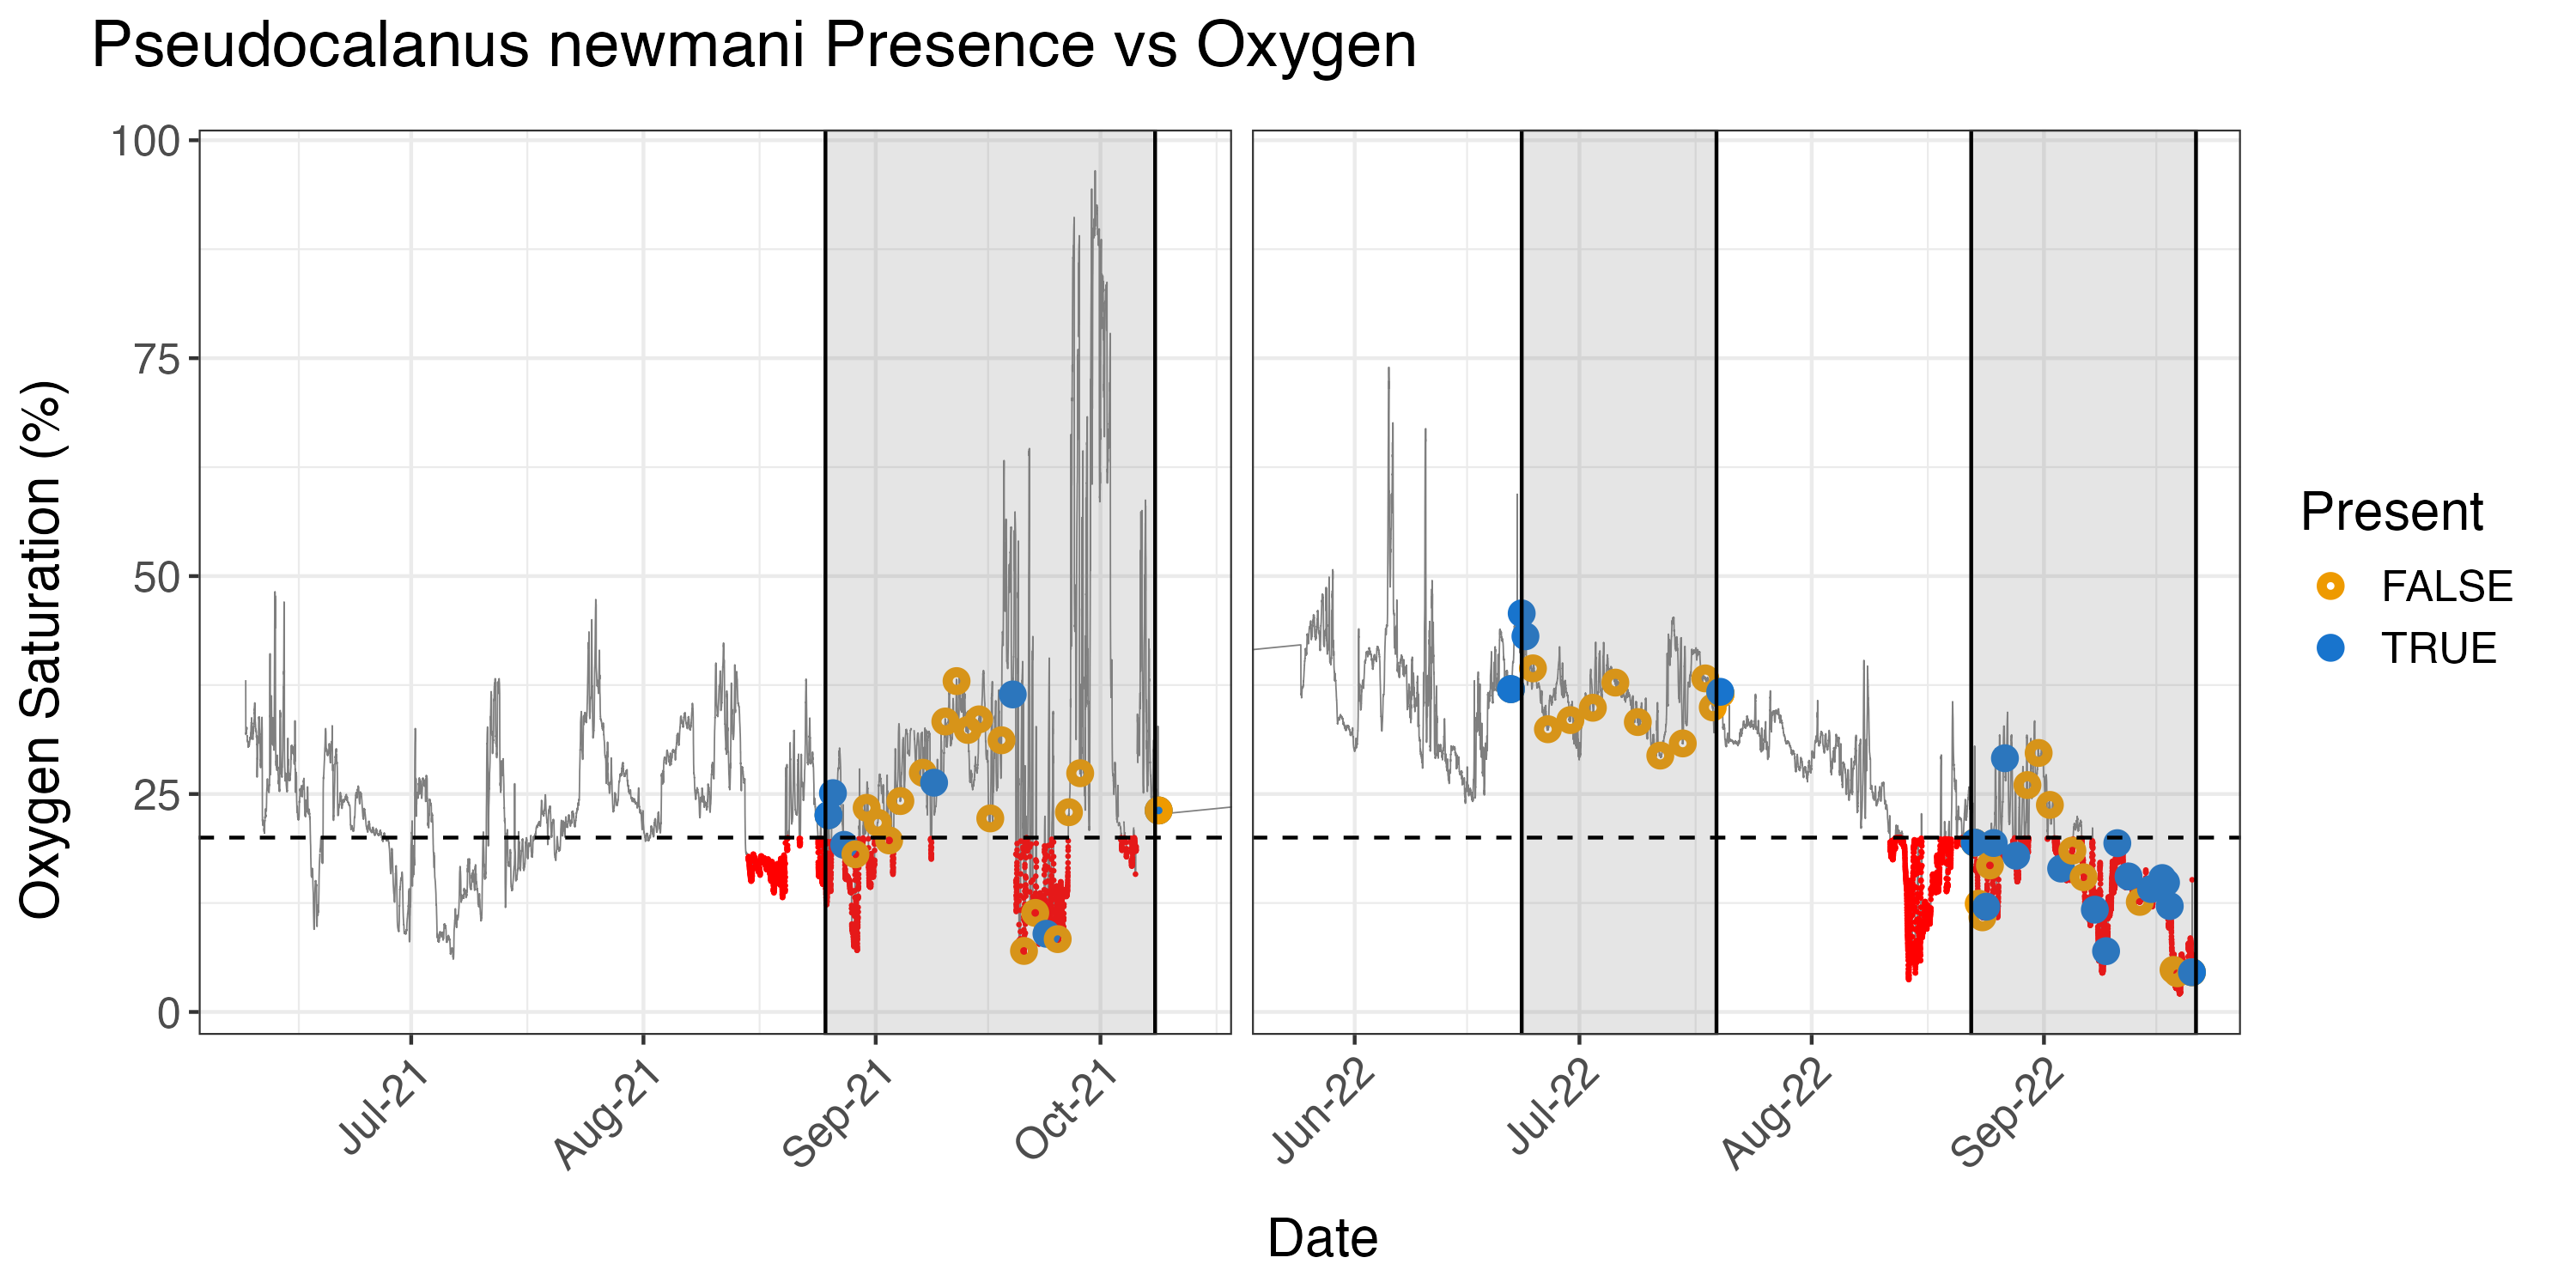 Pseudocalanus newmani Presence vs Oxygen
Oxygen Saturation (%)
100
75
50
25
0
Jul-21
Aug-21
Sep-21
Oct-21
Jun-22
Jul-22
Aug-22
Sep-22
Date
Present
FALSE
TRUE